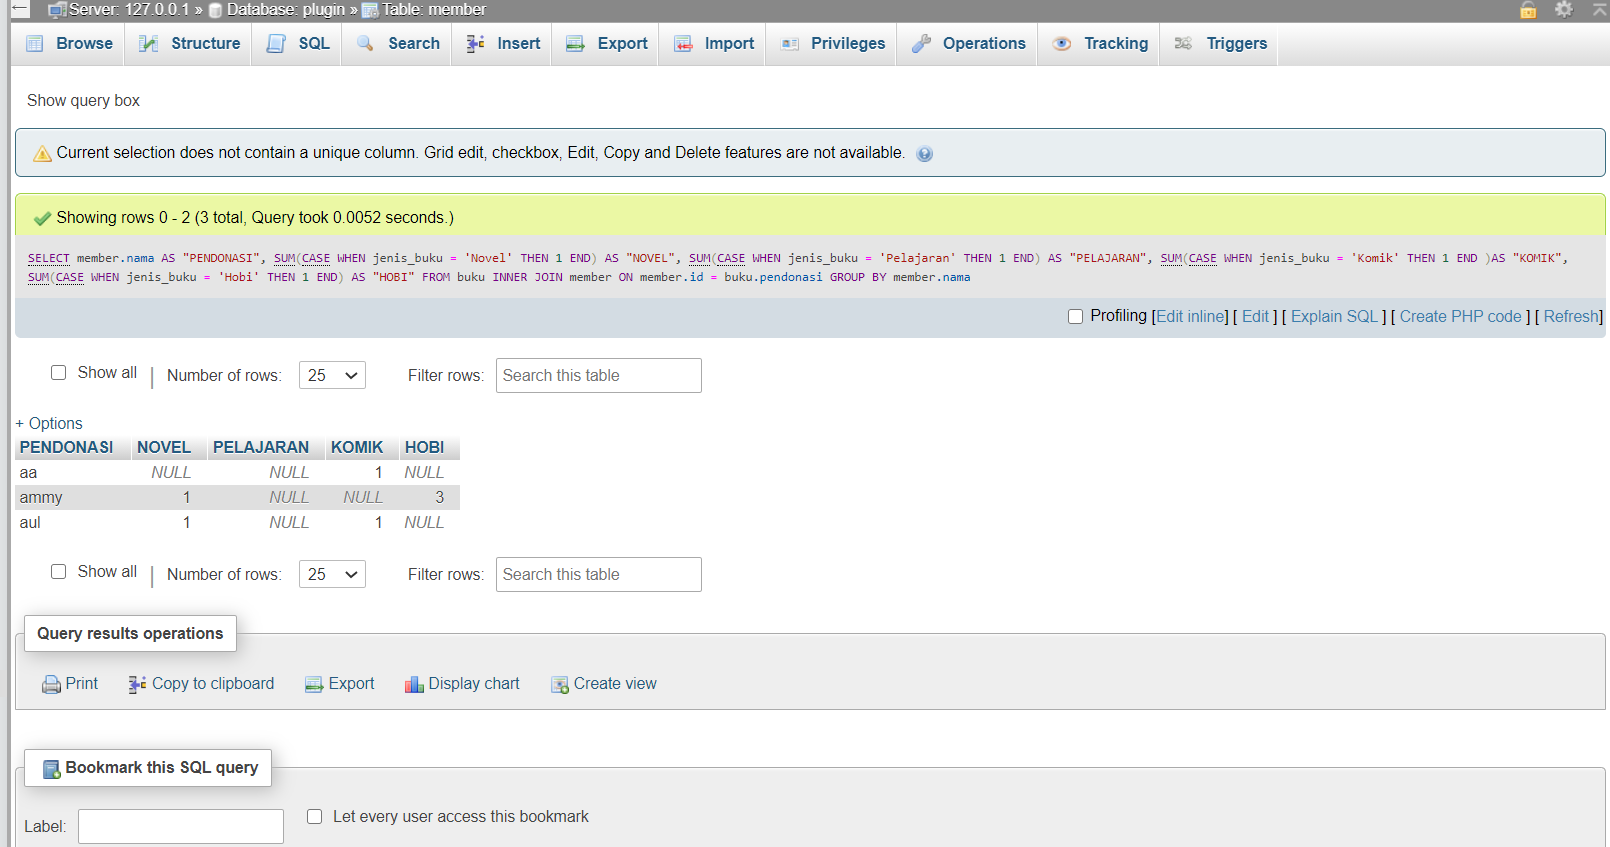 Server: 127.0.0.1 » Database: plugin » Table: member
Browse Structure SQL Search Insert Export Import Privileges Operations Tracking Triggers
Show query box
Current selection does not contain a unique column. Grid edit, checkbox, Edit, Copy and Delete features are not available.
Showing rows 0 - 2 (3 total, Query took 0.0052 seconds.)
SELECT member.nama AS "PENDONASI", SUM(CASE WHEN jenis_buku = 'Novel' THEN 1 END) AS "NOVEL", SUM(CASE WHEN jenis_buku = 'Pelajaran' THEN 1 END) AS "PELAJARAN", SUM(CASE WHEN jenis_buku = 'Komik' THEN 1 END )AS "KOMIK",
SUM(CASE WHEN jenis_buku = 'Hobi' THEN 1 END) AS "HOBI" FROM buku INNER JOIN member ON member.id = buku.pendonasi GROUP BY member.nama
Profiling [Edit inline] [ Edit ] [ Explain SQL ] [ Create PHP code ] [ Refresh]
Show all | Number of rows: 25 Filter rows: Search this table
+ Options
PENDONASI NOVEL PELAJARAN KOMIK HOBI
aa NULL NULL 1 NULL
ammy 1 NULL NULL 3
aul 1 NULL 1 NULL
Show all | Number of rows: 25 Filter rows: Search this table
Query results operations
Print Copy to clipboard Export Display chart Create view
Bookmark this SQL query
Label: Let every user access this bookmark